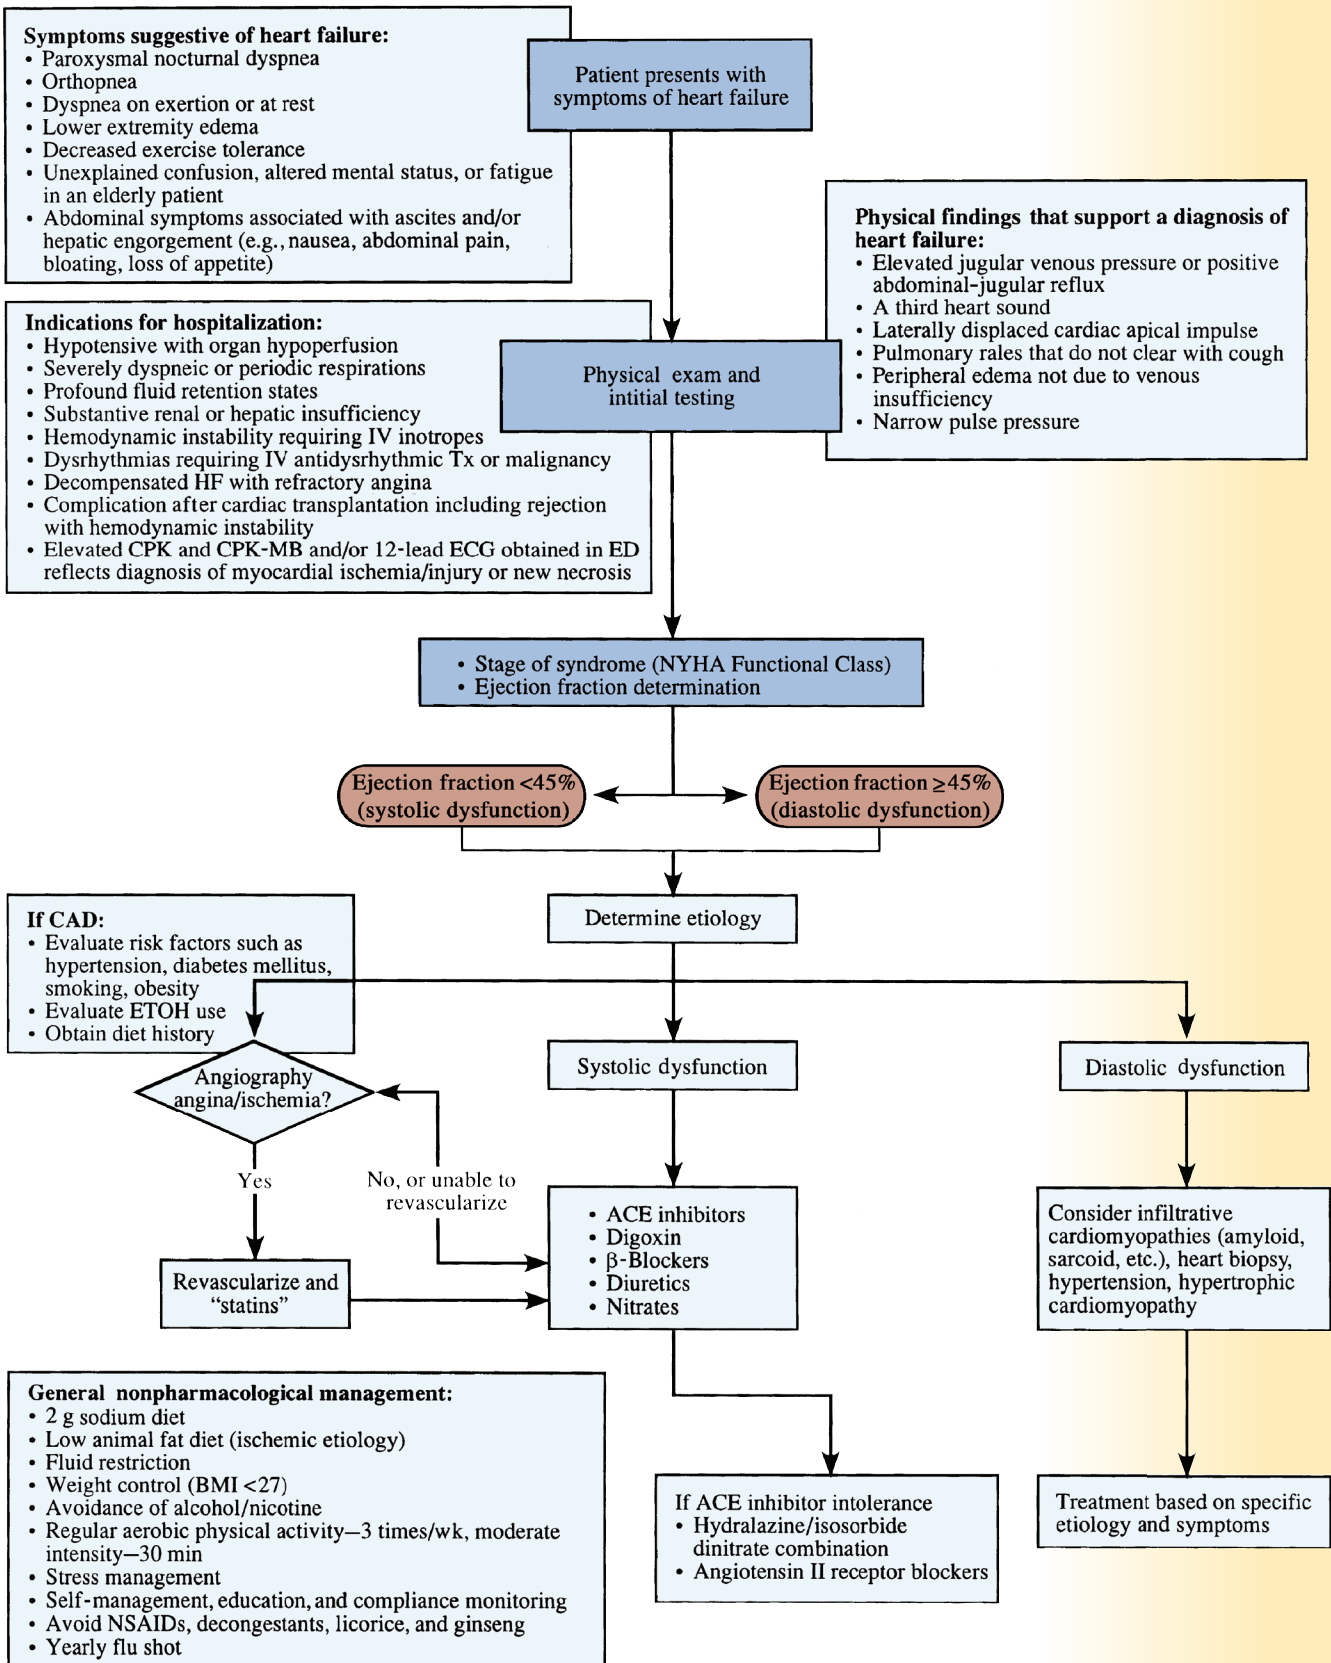 Symptoms suggestive of heart failure:
• Paroxysmal nocturnal dyspnea
• Orthopnea
• Dyspnea on exertion or at rest
• Lower extremity edema
• Decreased exercise tolerance
• Unexplained confusion, altered mental status, or fatigue
in an elderly patient
• Abdominal symptoms associated with ascites and/or
hepatic engorgement (e.g., nausea, abdominal pain,
bloating, loss of appetite)
Patient presents with
symptoms of heart failure
Physical findings that support a diagnosis of
heart failure:
• Elevated jugular venous pressure or positive
abdominal-jugular reflux
• A third heart sound
• Laterally displaced cardiac apical impulse
• Pulmonary rales that do not clear with cough
• Peripheral edema not due to venous
insufficiency
• Narrow pulse pressure
Indications for hospitalization:
• Hypotensive with organ hypoperfusion
• Severely dyspneic or periodic respirations
• Profound fluid retention states
• Substantive renal or hepatic insufficiency
• Hemodynamic instability requiring IV inotropes
• Dysrhythmias requiring IV antidysrhythmic Tx or malignancy
• Decompensated HF with refractory angina
• Complication after cardiac transplantation including rejection
with hemodynamic instability
• Elevated CPK and CPK-MB and/or 12-lead ECG obtained in ED
reflects diagnosis of myocardial ischemia/injury or new necrosis
Physical exam and
intitial testing
• Stage of syndrome (NYHA Functional Class)
• Ejection fraction determination
Ejection fraction <45%
(systolic dysfunction)
Ejection fraction ≥45%
(diastolic dysfunction)
Determine etiology
If CAD:
• Evaluate risk factors such as
hypertension, diabetes mellitus,
smoking, obesity
• Evaluate ETOH use
• Obtain diet history
Angiography
angina/ischemia?
Systolic dysfunction
Diastolic dysfunction
Yes
No, or unable to
revascularize
Revascularize and
“statins”
• ACE inhibitors
• Digoxin
• β-Blockers
• Diuretics
• Nitrates
Consider infiltrative
cardiomyopathies (amyloid,
sarcoid, etc.), heart biopsy,
hypertension, hypertrophic
cardiomyopathy
General nonpharmacological management:
• 2 g sodium diet
• Low animal fat diet (ischemic etiology)
• Fluid restriction
• Weight control (BMI <27)
• Avoidance of alcohol/nicotine
• Regular aerobic physical activity—3 times/wk, moderate
intensity—30 min
• Stress management
• Self-management, education, and compliance monitoring
• Avoid NSAIDs, decongestants, licorice, and ginseng
• Yearly flu shot
If ACE inhibitor intolerance
• Hydralazine/isosorbide
dinitrate combination
• Angiotensin II receptor blockers
Treatment based on specific
etiology and symptoms